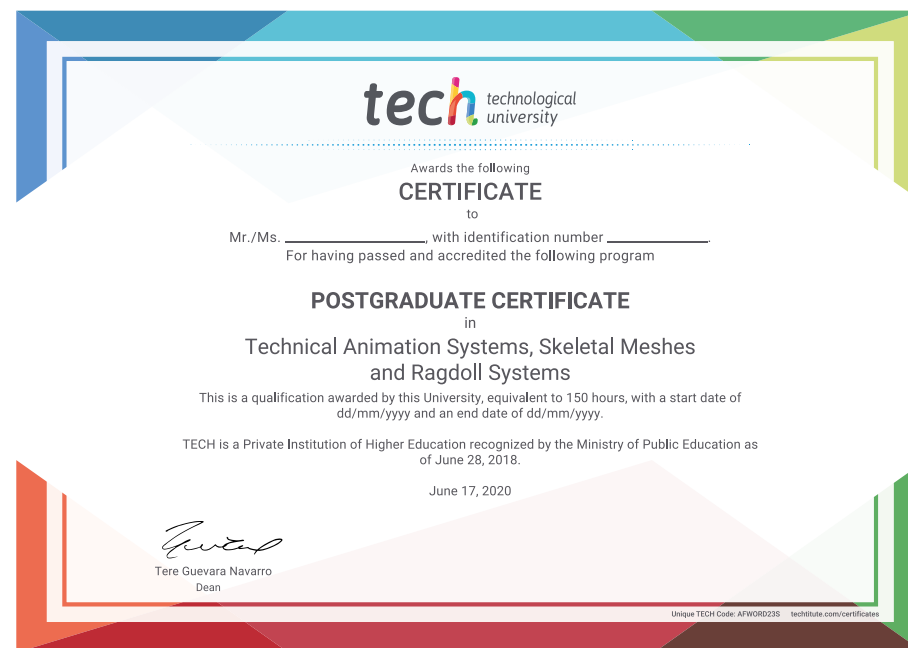 tech technological
university
Awards the following
CERTIFICATE
to
Mr./Ms. ____________________, with identification number ______________.
For having passed and accredited the following program
POSTGRADUATE CERTIFICATE
in
Technical Animation Systems, Skeletal Meshes
and Ragdoll Systems
This is a qualification awarded by this University, equivalent to 150 hours, with a start date of
dd/mm/yyyy and an end date of dd/mm/yyyy.
TECH is a Private Institution of Higher Education recognized by the Ministry of Public Education as
of June 28, 2018.
June 17, 2020
Tere Guevara Navarro
Dean
Unique TECH Code: AFWORD23S techtitute.com/certificates